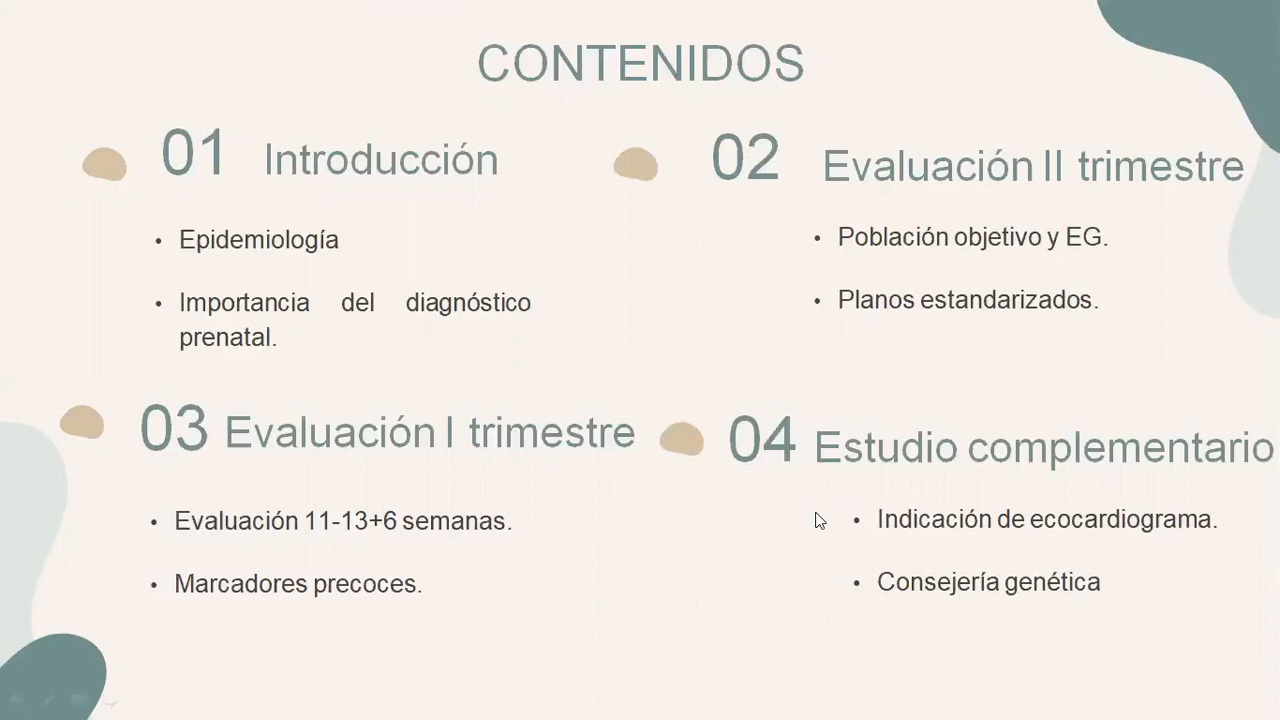 CONTENIDOS
01 Introducción
• Epidemiología
• Importancia del diagnóstico
prenatal.
02 Evaluación II trimestre
• Población objetivo y EG.
• Planos estandarizados.
03 Evaluación I trimestre
• Evaluación 11-13+6 semanas.
• Marcadores precoces.
04 Estudio complementario
• Indicación de ecocardiograma.
• Consejería genética